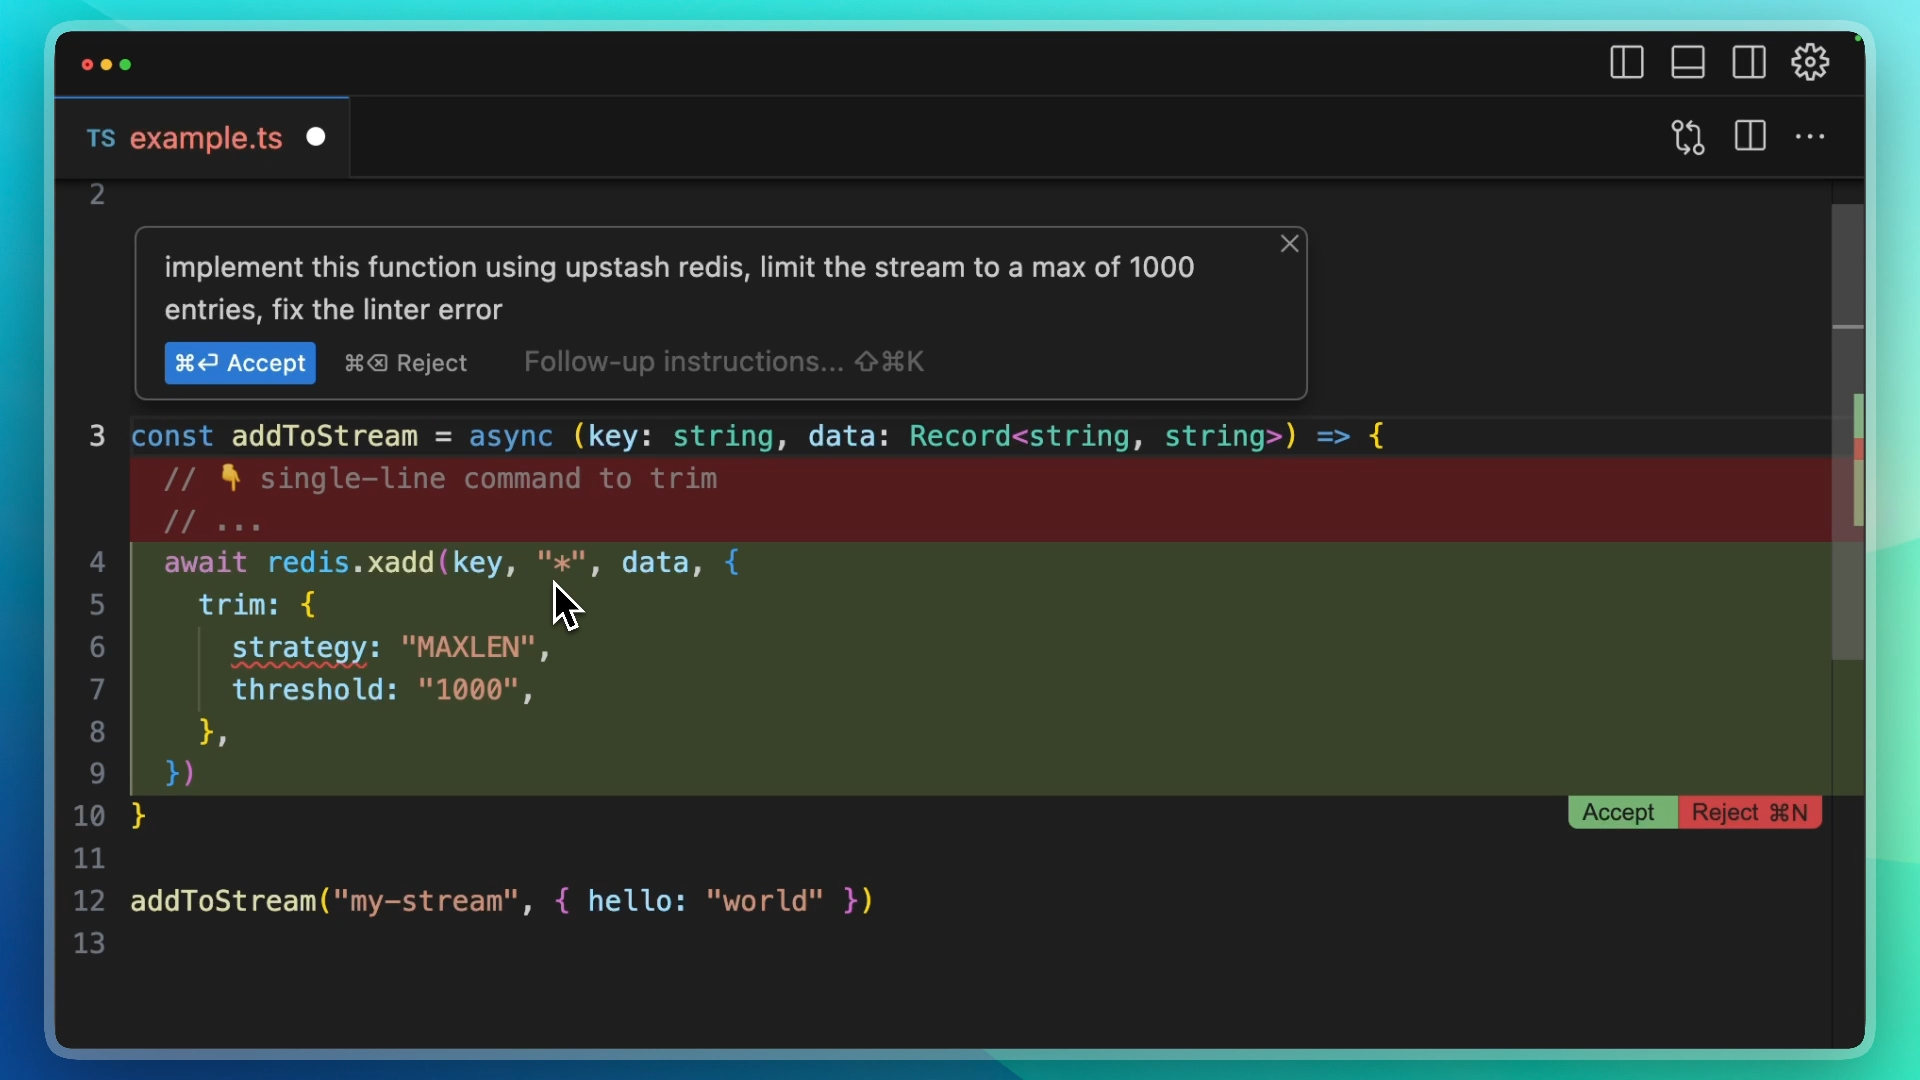 TS example.ts
2
implement this function using upstash redis, limit the stream to a max of 1000
entries, fix the linter error
⌘⏎ Accept ⌘⌫ Reject Follow-up instructions... ⇧⌘K
3 const addToStream = async (key: string, data: Record<string, string>) => {
// 👇 single-line command to trim
// ...
4 await redis.xadd(key, "*", data, {
5 trim: {
6 strategy: "MAXLEN",
7 threshold: "1000",
8 },
9 })
10 }
Accept Reject ⌘N
11
12 addToStream("my-stream", { hello: "world" })
13